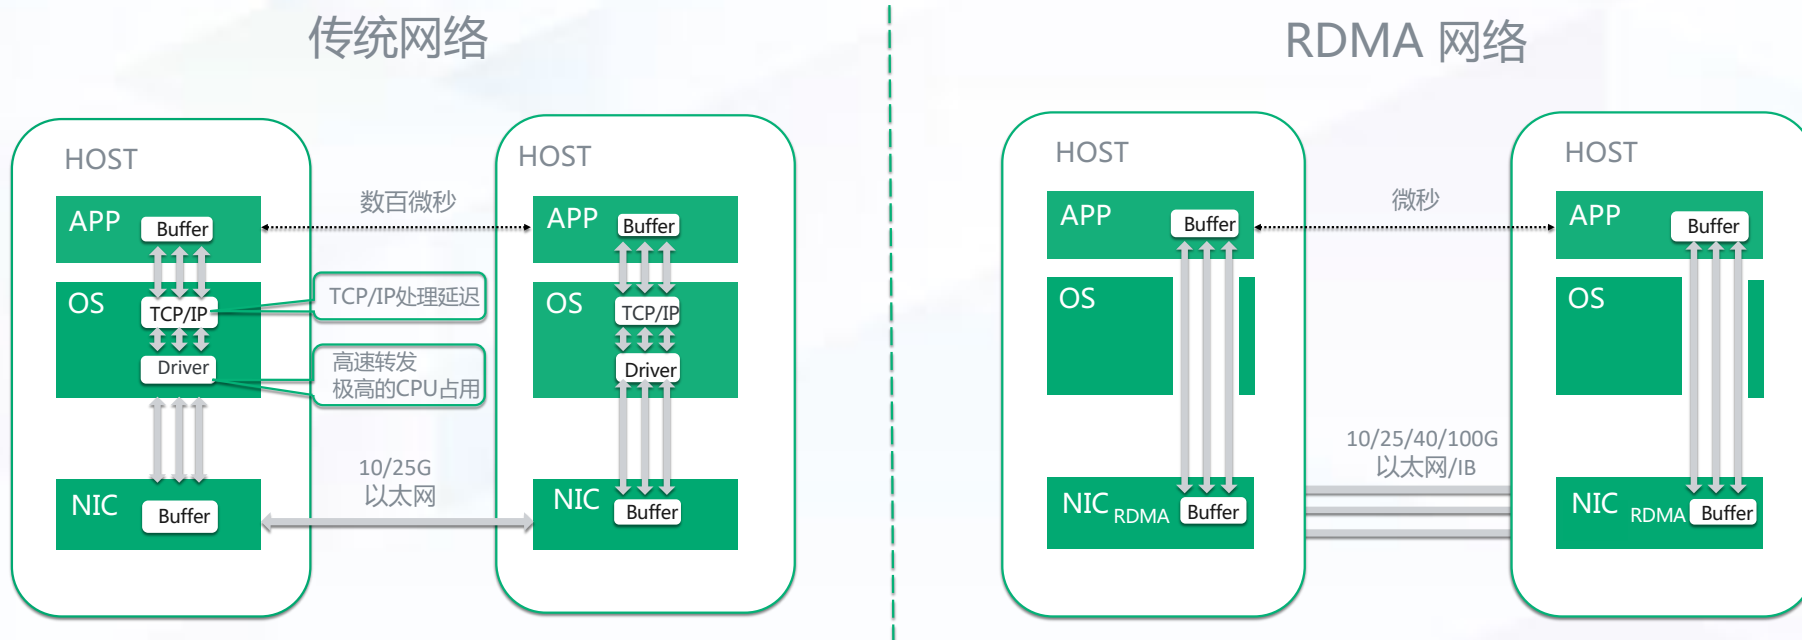 传统网络
HOST
APP
Buffer
OS
TCP/IP
Driver
NIC
Buffer
数百微秒
TCP/IP处理延迟
高速转发
极高的CPU占用
10/25G
以太网
HOST
APP
Buffer
OS
TCP/IP
Driver
NIC
Buffer
RDMA 网络
HOST
APP
Buffer
OS
NIC
RDMA
Buffer
微秒
10/25/40/100G
以太网/IB
HOST
APP
Buffer
OS
NIC
RDMA
Buffer